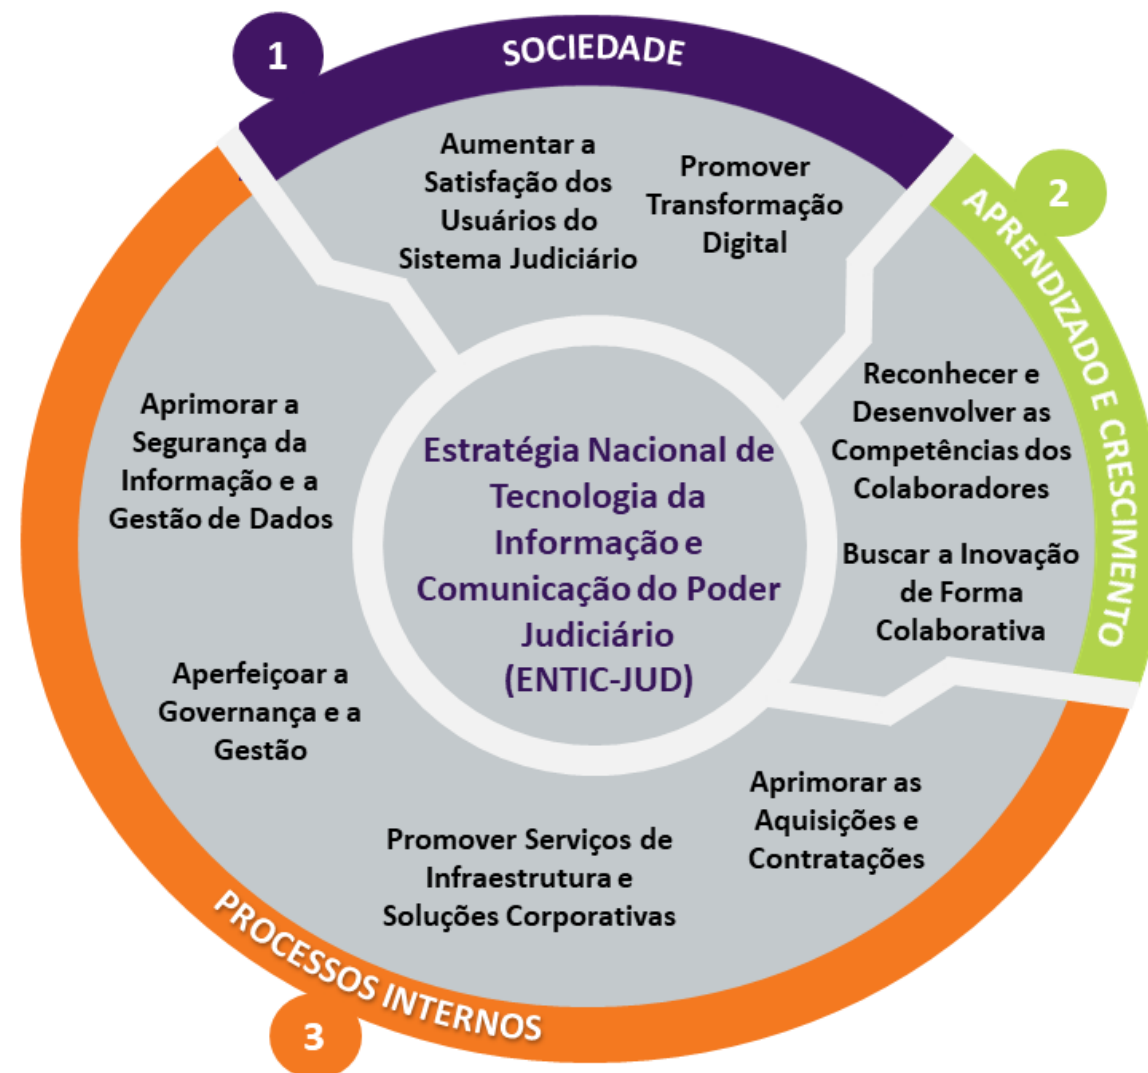 1
SOCIEDADE
Aumentar a
Satisfação dos
Usuários do
Sistema Judiciário
Promover
Transformação
Digital
2
APRENDIZADO E CRESCIMENTO
Reconhecer e
Desenvolver as
Competências dos
Colaboradores
Buscar a Inovação
de Forma
Colaborativa
Estratégia Nacional de
Tecnologia da
Informação e
Comunicação do Poder
Judiciário
(ENTIC-JUD)
Aprimorar a
Segurança da
Informação e a
Gestão de Dados
Aperfeiçoar a
Governança e a
Gestão
Promover Serviços de
Infraestrutura e
Soluções Corporativas
Aprimorar as
Aquisições e
Contratações
PROCESSOS INTERNOS
3